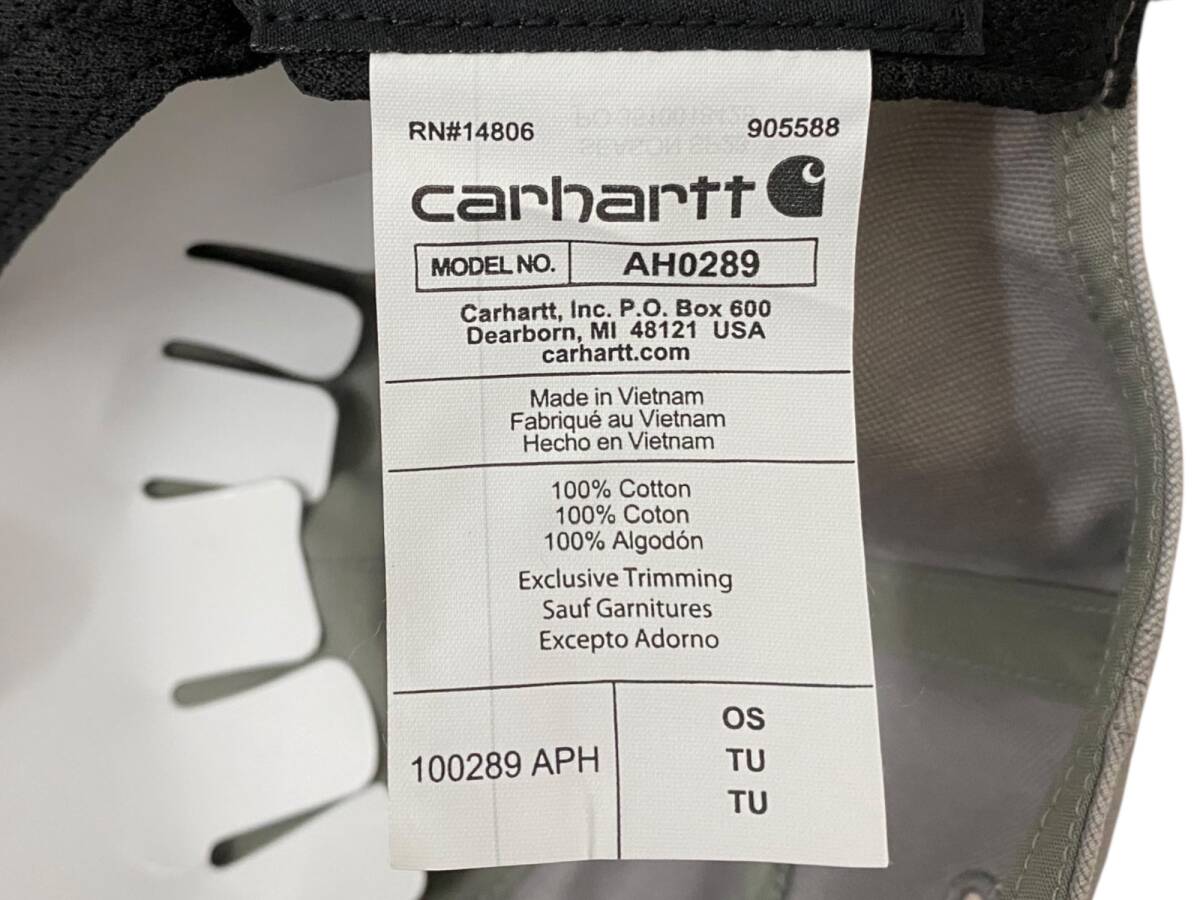 RN#14806 905588
carhartt
MODEL NO. AH0289
Carhartt, Inc. P.O. Box 600
Dearborn, MI 48121 USA
carhartt.com
Made in Vietnam
Fabriqué au Vietnam
Hecho en Vietnam
100% Cotton
100% Coton
100% Algodón
Exclusive Trimming
Sauf Garnitures
Excepto Adorno
100289 APH
OS
TU
TU